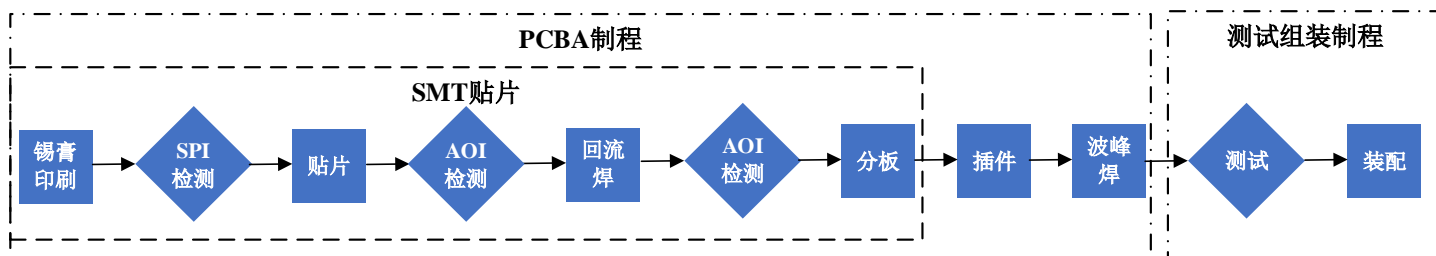 PCBA制程
测试组装制程
SMT贴片
锡膏
印刷
SPI
检测
贴片
AOI
检测
回流
焊
AOI
检测
分板
插件
波峰
焊
测试
装配